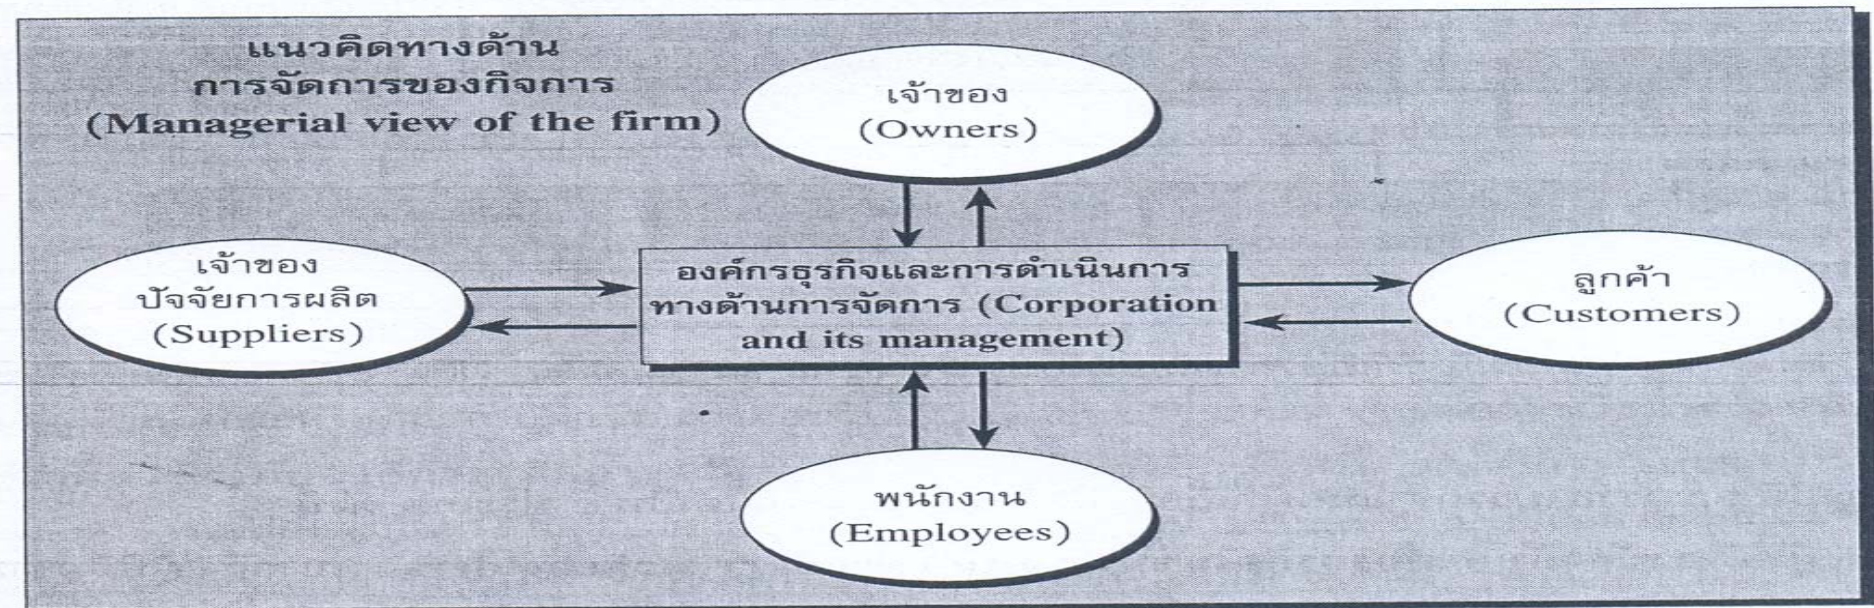 แนวคิดทางด้าน
การจัดการของกิจการ
(Managerial view of the firm)
เจ้าของ
(Owners)
เจ้าของ
ปัจจัยการผลิต
(Suppliers)
องค์กรธุรกิจและการดำเนินการ
ทางด้านการจัดการ (Corporation
and its management)
ลูกค้า
(Customers)
พนักงาน
(Employees)